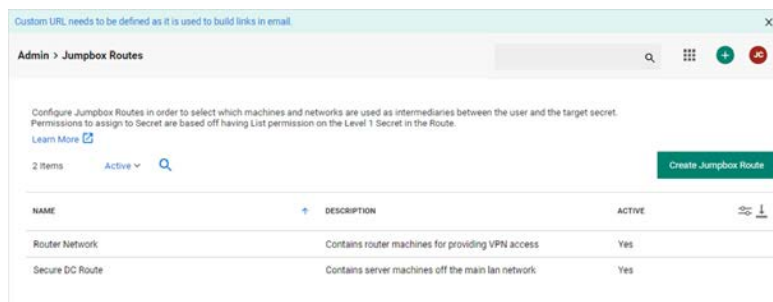 Custom URL needs to be defined as it is used to build links in email.
Admin > Jumpbox Routes
JC
Configure Jumpbox Routes in order to select which machines and networks are used as intermediaries between the user and the target secret.
Permissions to assign to Secret are based off having List permission on the Level 1 Secret in the Route.
Learn More
2 Items Active Create Jumpbox Route
NAME DESCRIPTION ACTIVE
Router Network Contains router machines for providing VPN access Yes
Secure DC Route Contains server machines off the main lan network Yes